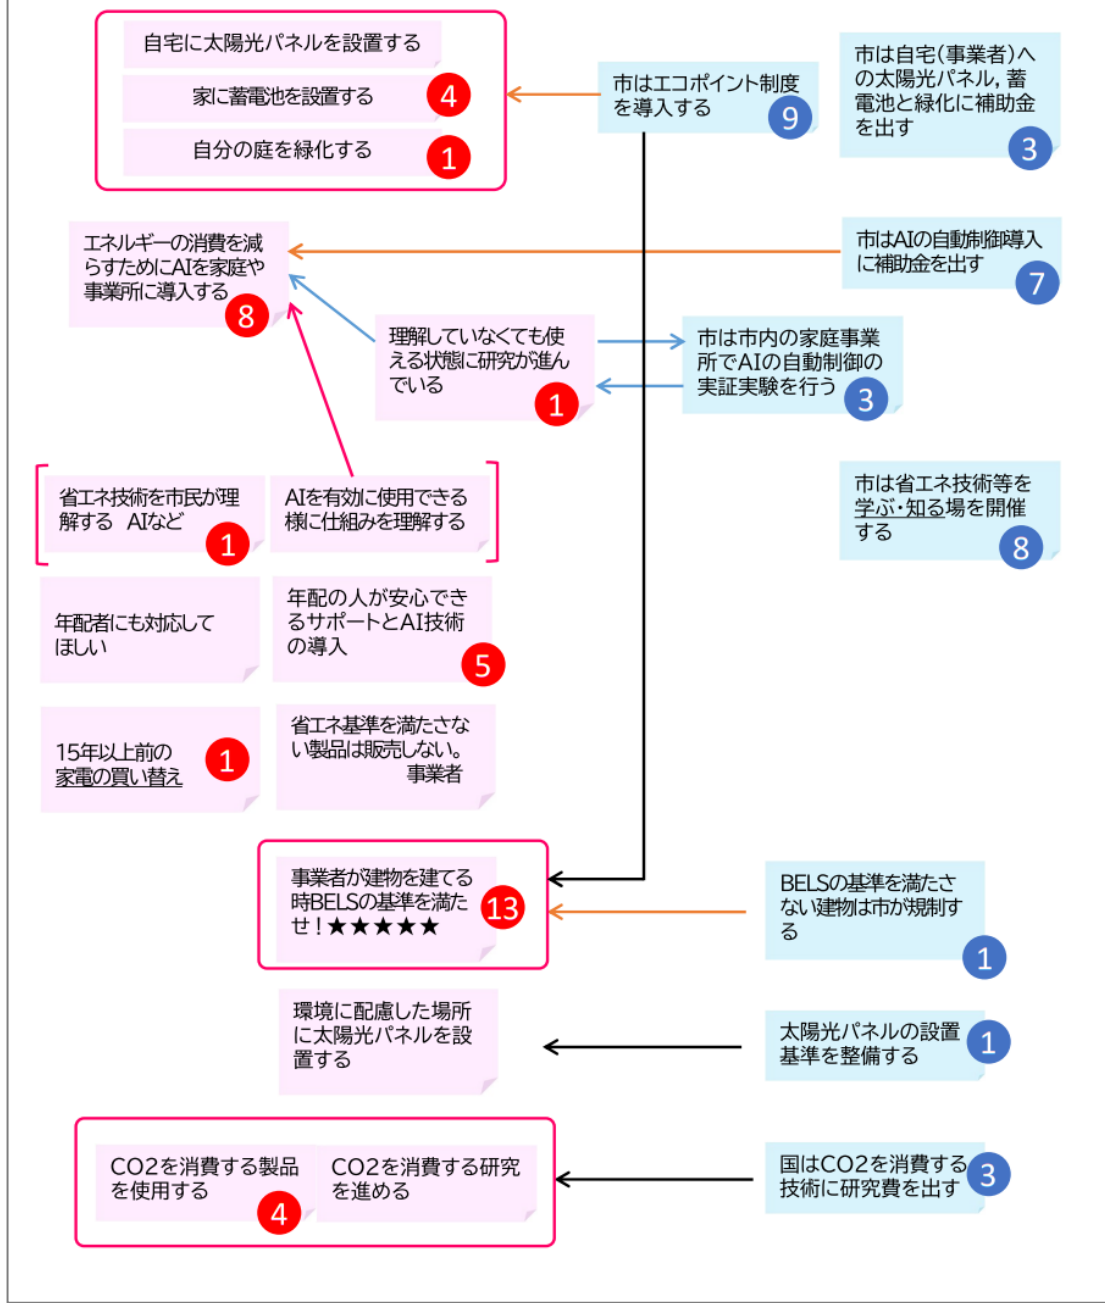 自宅に太陽光パネルを設置する
家に蓄電池を設置する
4
自分の庭を緑化する
1
市はエコポイント制度
を導入する
9
市は自宅(事業者)へ
の太陽光パネル,蓄
電池と緑化に補助金
を出す
3
エネルギーの消費を減
らすためにAIを家庭や
事業所に導入する
8
市はAIの自動制御導入
に補助金を出す
7
理解していなくても使
える状態に研究が進ん
でいる
1
市は市内の家庭事業
所でAIの自動制御の
実証実験を行う
3
省エネ技術を市民が理
解する AIなど
1
AIを有効に使用できる
様に仕組みを理解する
市は省エネ技術等を
学ぶ・知る場を開催
する
8
年配者にも対応して
ほしい
年配の人が安心でき
るサポートとAI技術
の導入
5
15年以上前の
家電の買い替え
1
省エネ基準を満たさな
い製品は販売しない。
事業者
事業者が建物を建てる
時BELSの基準を満た
せ!★★★★★
13
BELSの基準を満たさ
ない建物は市が規制す
る
1
環境に配慮した場所
に太陽光パネルを設
置する
太陽光パネルの設置
基準を整備する
1
CO2を消費する製品
を使用する
4
CO2を消費する研究
を進める
国はCO2を消費する
技術に研究費を出す
3